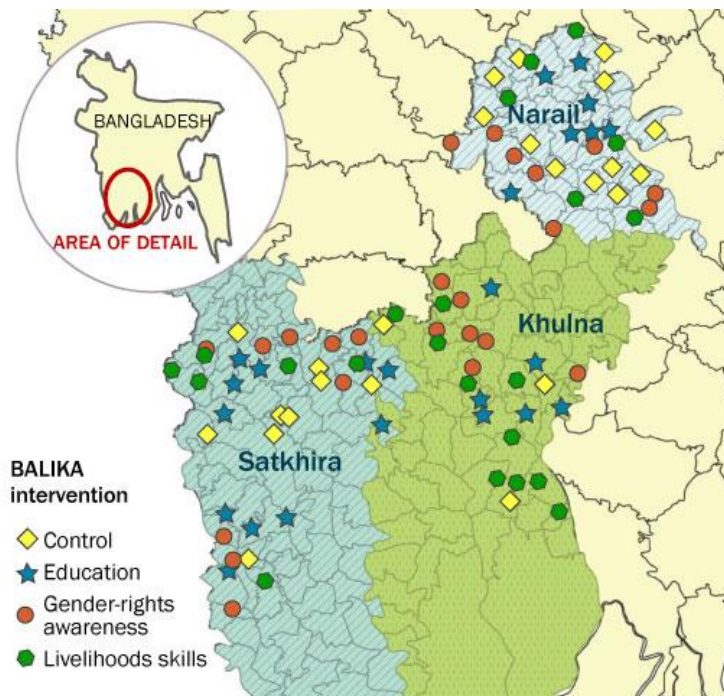 BANGLADESH
AREA OF DETAIL
Narail
Khulna
Satkhira
BALIKA
intervention
Control
Education
Gender-rights
awareness
Livelihoods skills